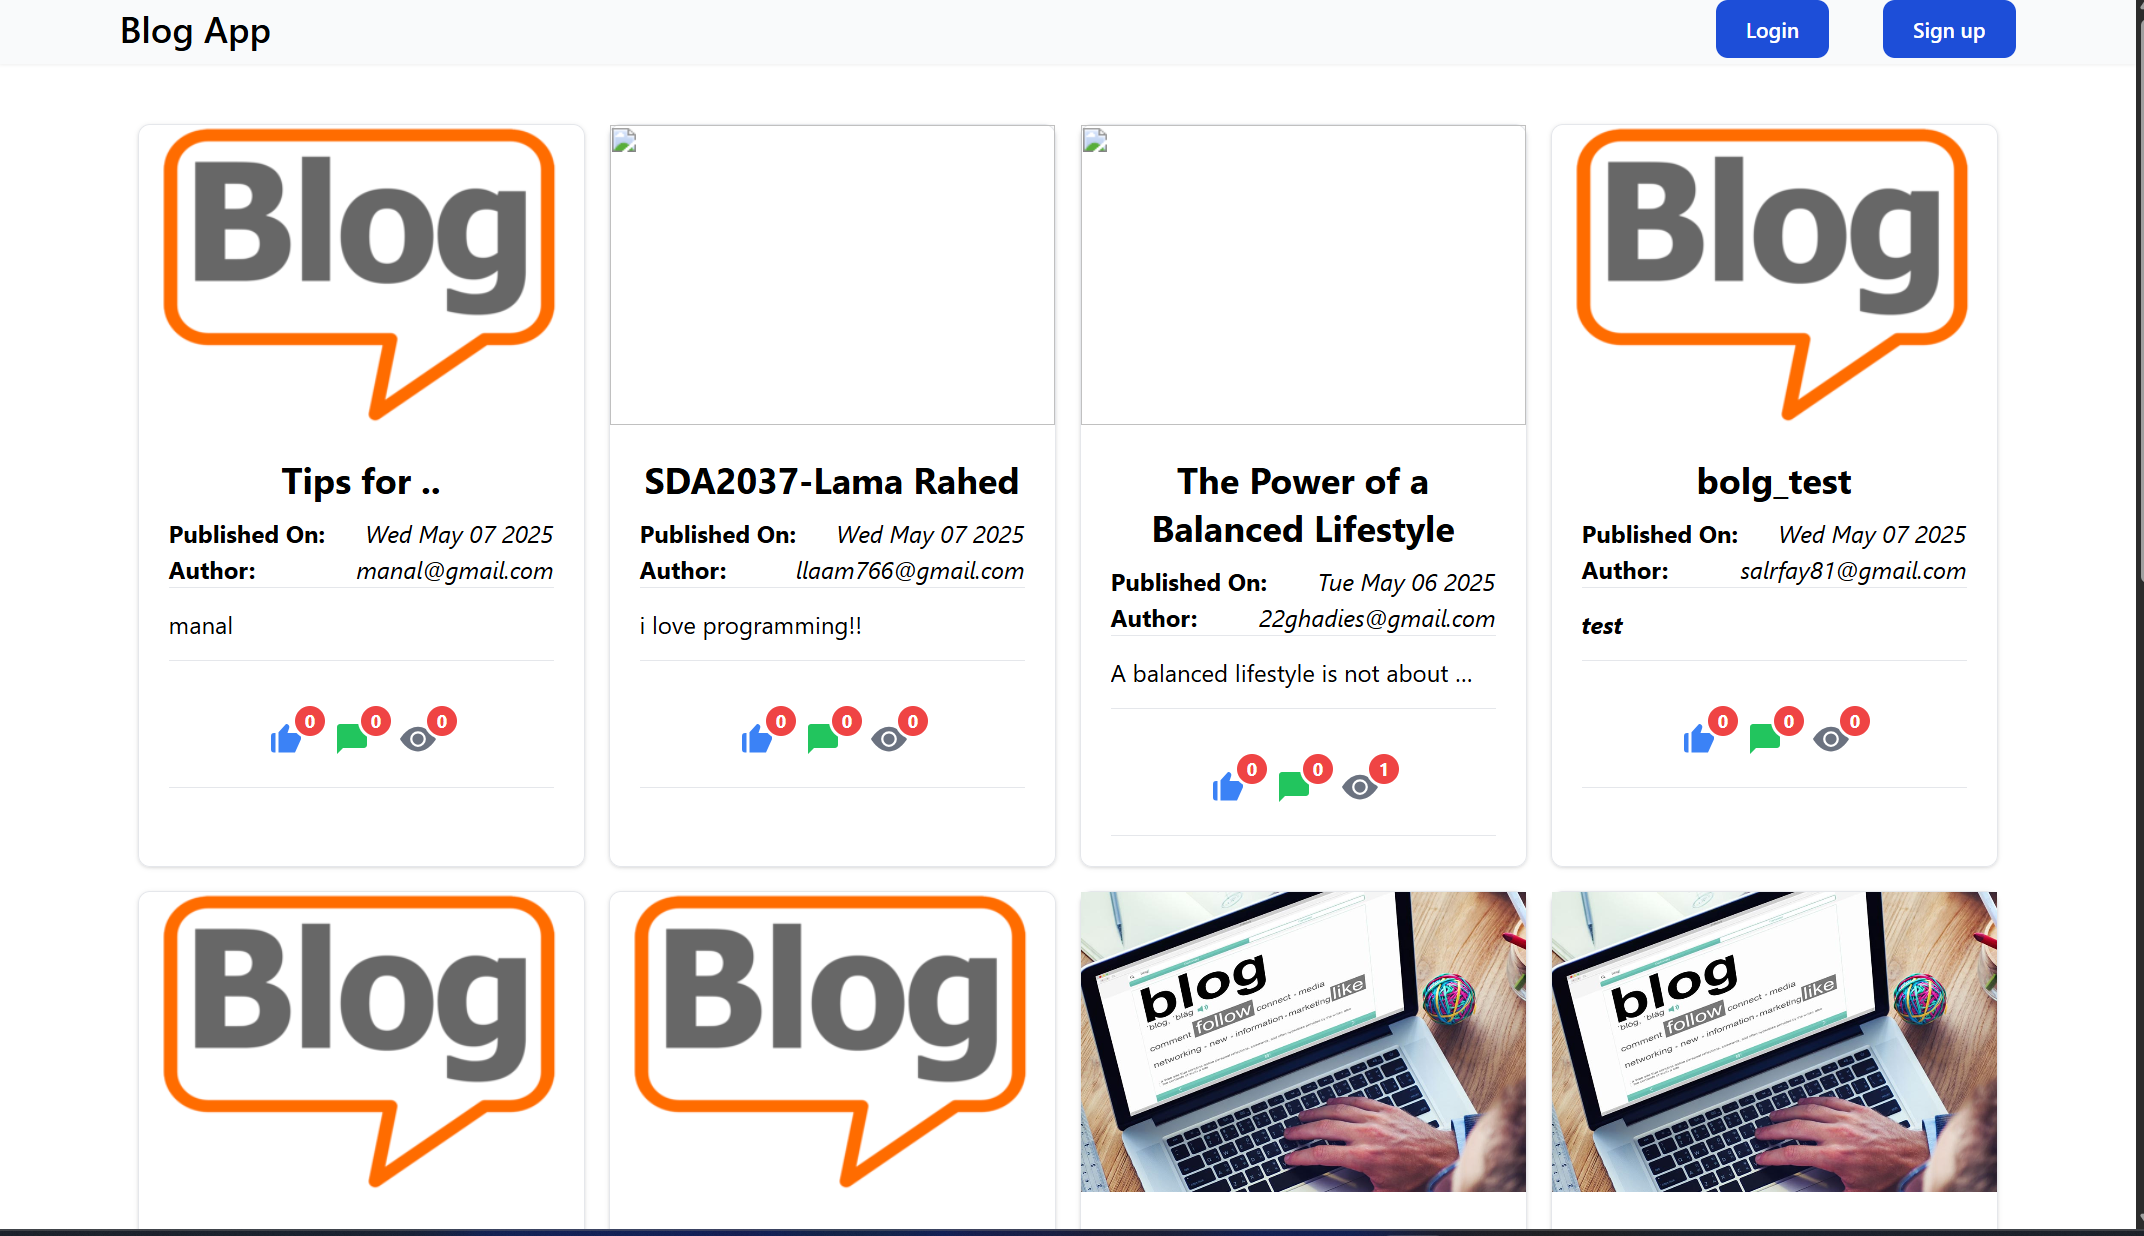 Blog App
Login
Sign up
Blog
Tips for ..
Published On: Wed May 07 2025
Author: manal@gmail.com
manal
0 0 0
SDA2037-Lama Rahed
Published On: Wed May 07 2025
Author: llaam766@gmail.com
i love programming!!
0 0 0
The Power of a
Balanced Lifestyle
Published On: Tue May 06 2025
Author: 22ghadies@gmail.com
A balanced lifestyle is not about ...
0 0 1
Blog
bolg_test
Published On: Wed May 07 2025
Author: salrfay81@gmail.com
test
0 0 0
Blog
Blog
blog
comment follow connect - media
networking - new - information - marketing like
blog
comment follow connect - media
networking - new - information - marketing like